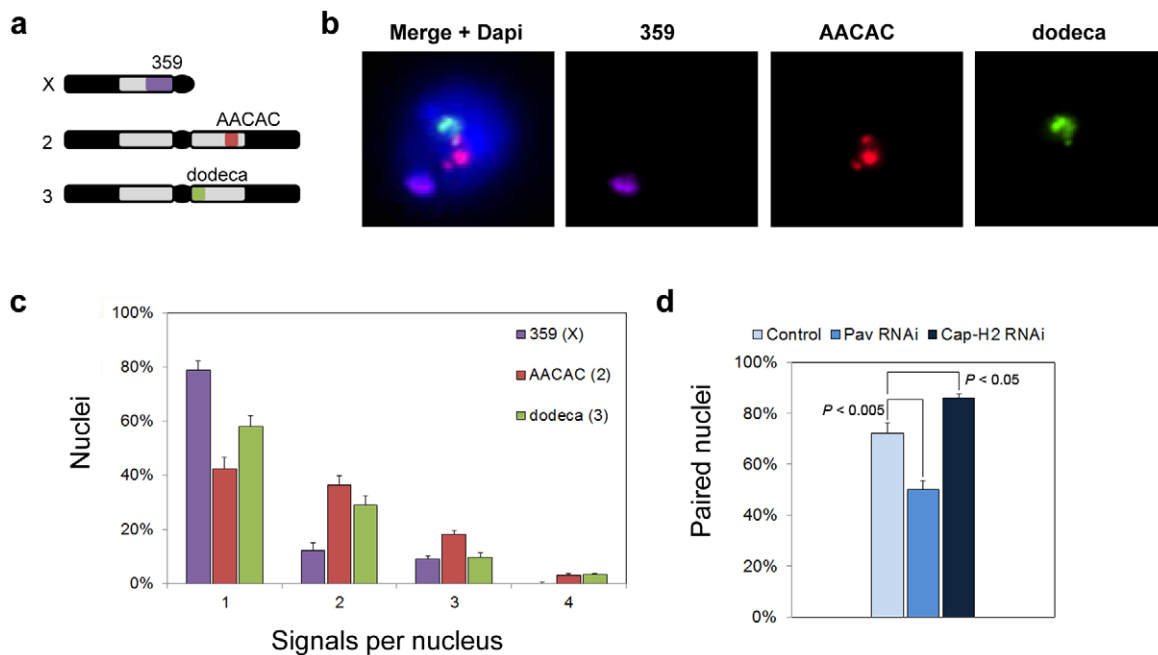 a
359
X
AACAC
2
dodeca
3
b
Merge + Dapi 359 AACAC dodeca
c
100%
80%
60%
40%
20%
0%
Nuclei
359 (X)
AACAC (2)
dodeca (3)
1 2 3 4
Signals per nucleus
d
Control Pav RNAi Cap-H2 RNAi
100%
80%
60%
40%
20%
0%
Paired nuclei
P < 0.05
P < 0.005